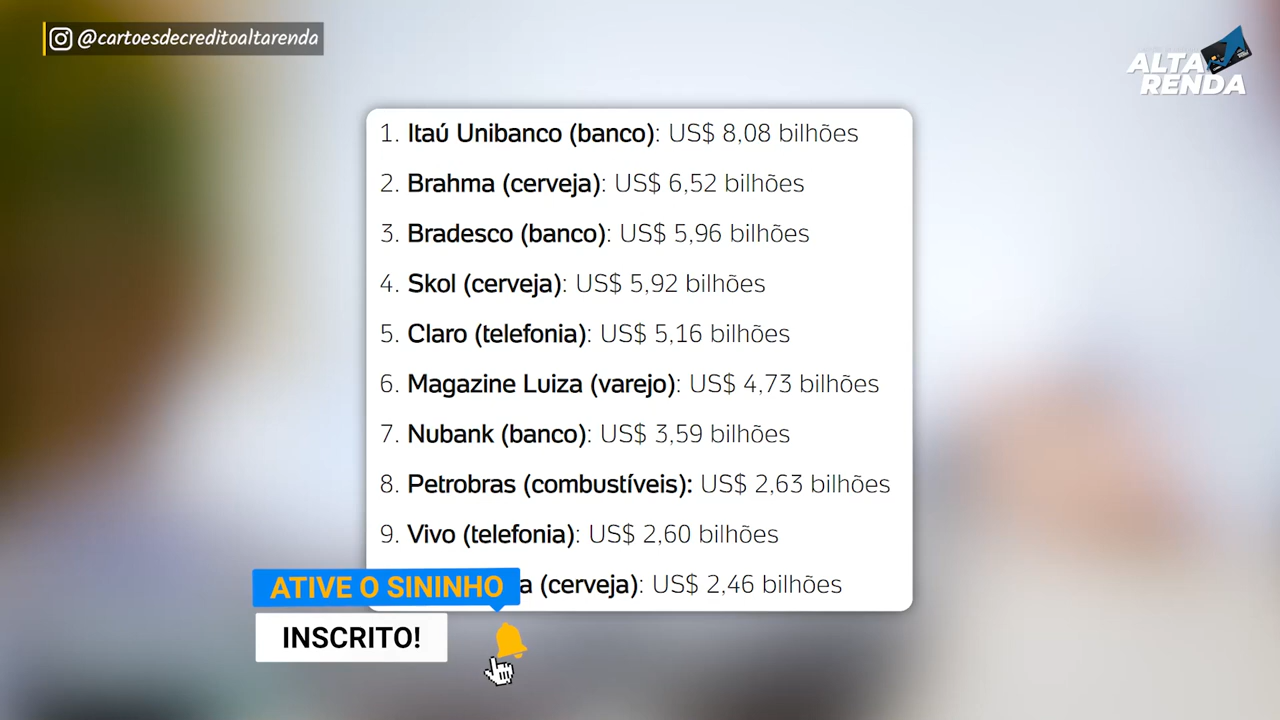 @cartoesdecreditoaltarenda
ALTA
RENDA
1. Itaú Unibanco (banco): US$ 8,08 bilhões
2. Brahma (cerveja): US$ 6,52 bilhões
3. Bradesco (banco): US$ 5,96 bilhões
4. Skol (cerveja): US$ 5,92 bilhões
5. Claro (telefonia): US$ 5,16 bilhões
6. Magazine Luiza (varejo): US$ 4,73 bilhões
7. Nubank (banco): US$ 3,59 bilhões
8. Petrobras (combustíveis): US$ 2,63 bilhões
9. Vivo (telefonia): US$ 2,60 bilhões
(cerveja): US$ 2,46 bilhões
ATIVE O SININHO
INSCRITO!